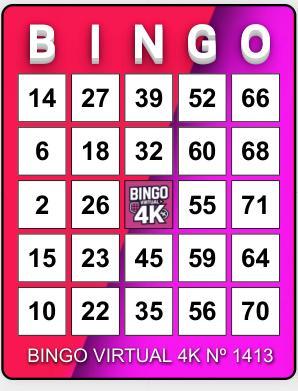 B I N G O
14 27 39 52 66
6 18 32 60 68
2 26 BINGO VIRTUAL 4K 55 71
15 23 45 59 64
10 22 35 56 70
BINGO VIRTUAL 4K Nº 1413